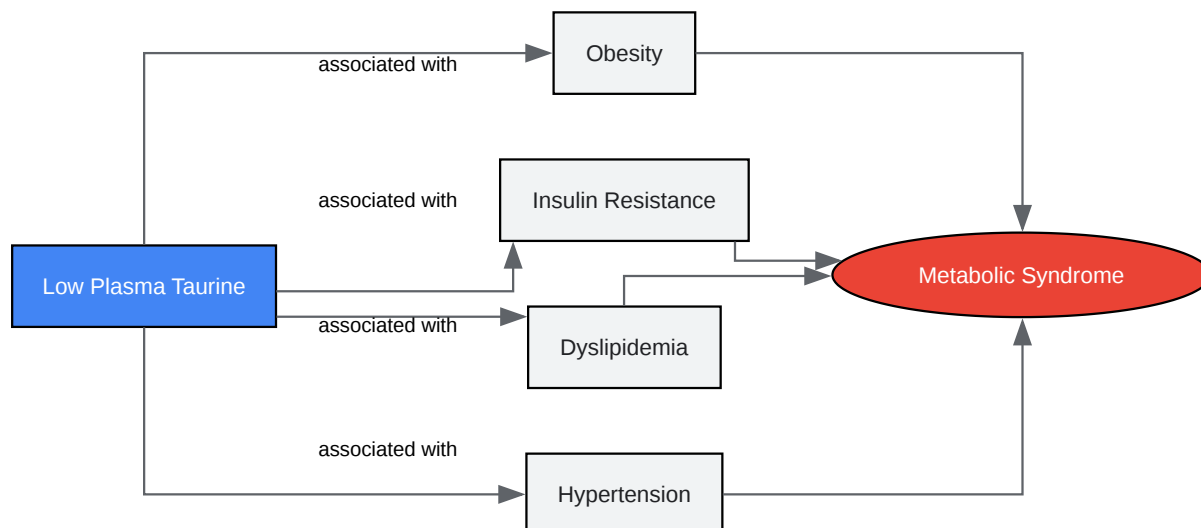 Obesity
associated with
Insulin Resistance
associated with
Low Plasma Taurine
Metabolic Syndrome
associated with
Dyslipidemia
associated with
Hypertension